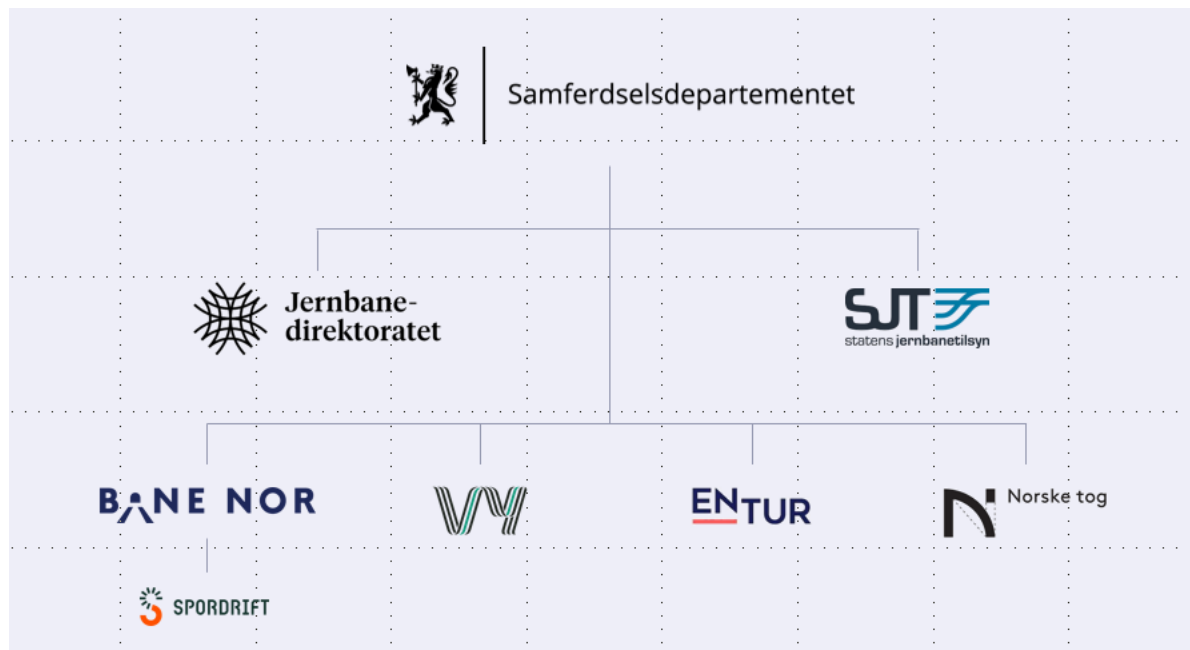 Samferdselsdepartementet
Jernbane-
direktoratet
SJT
statens jernbanetilsyn
BANE NOR
VY
ENTUR
Norske tog
SPORDRIFT